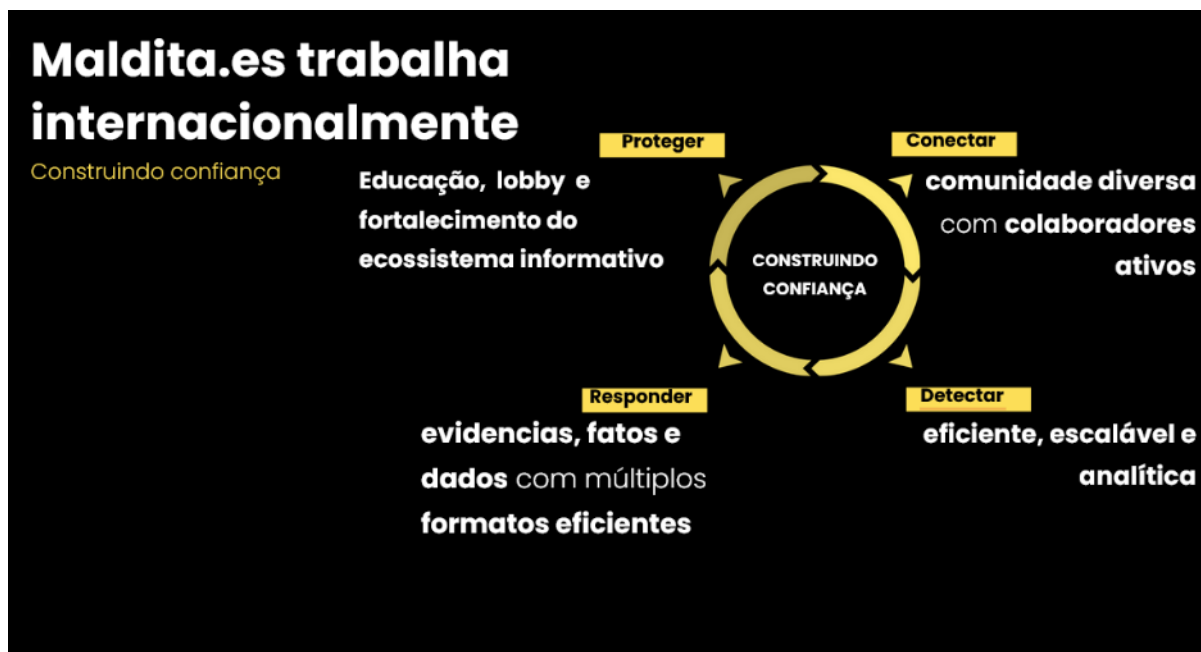 Maldita.es trabalha
internacionalmente
Construindo confiança
Proteger
Educação, lobby e
fortalecimento do
ecossistema informativo
Conectar
comunidade diversa
com colaboradores
ativos
CONSTRUINDO
CONFIANÇA
Responder
evidencias, fatos e
dados com múltiplos
formatos eficientes
Detectar
eficiente, escalável e
analítica